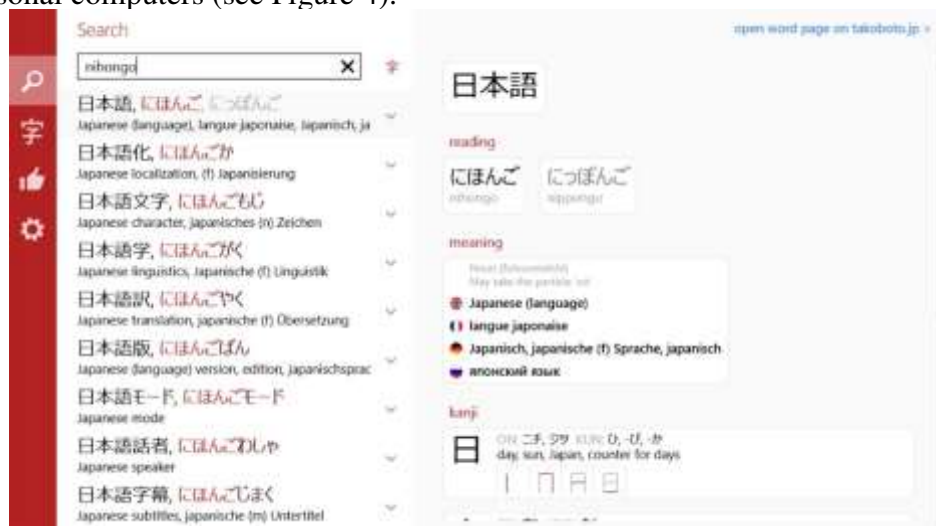 sonal computers (see Figure 4).
Search
open word page on takoboto.jp
nihongo
字
字
日本語, にほんご, にっぽんご
Japanese (language), langue japonaise, Japanisch, ja
日本語化, にほんごか
Japanese localization, (f) Japanisierung
日本語文字, にほんごもじ
Japanese character, japanisches (n) Zeichen
日本語学, にほんごがく
Japanese linguistics, Japanische (f) Linguistik
日本語訳, にほんごやく
Japanese translation, japanische (f) Übersetzung
日本語版, にほんごばん
Japanese (language) version, edition, japanischsprac
日本語モード, にほんごモード
Japanese mode
日本語話者, にほんごわしゃ
Japanese speaker
日本語字幕, にほんごじまく
Japanese subtitles, japanische (m) Untertitel
日本語
reading
にほんご にっぽんご
nihongo nippongo
meaning
Noun
May take the particle
Japanese (language)
langue japonaise
Japanisch, japanische (f) Sprache, japanisch
японский язык
kanji
日
ON: ニチ, ジツ KUN: ひ, -び, -か
day, sun, Japan, counter for days